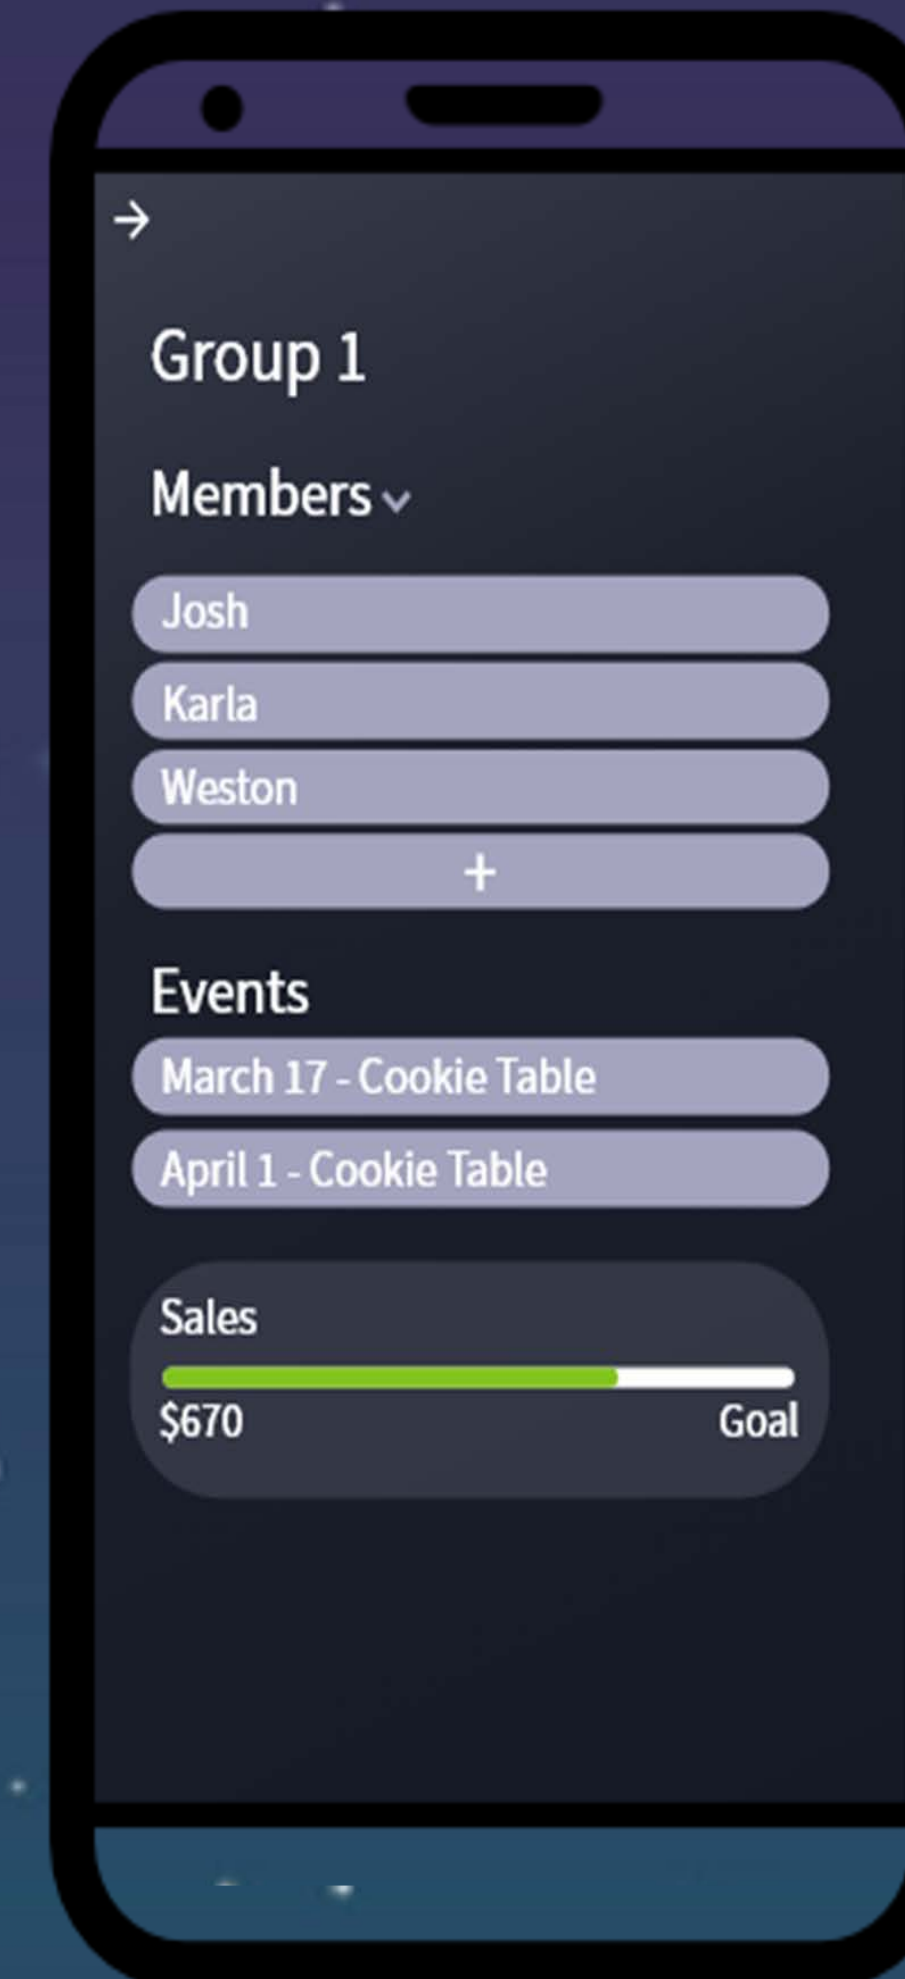 →
Group 1
Members
Josh
Karla
Weston
+
Events
March 17 - Cookie Table
April 1 - Cookie Table
Sales
$670 Goal